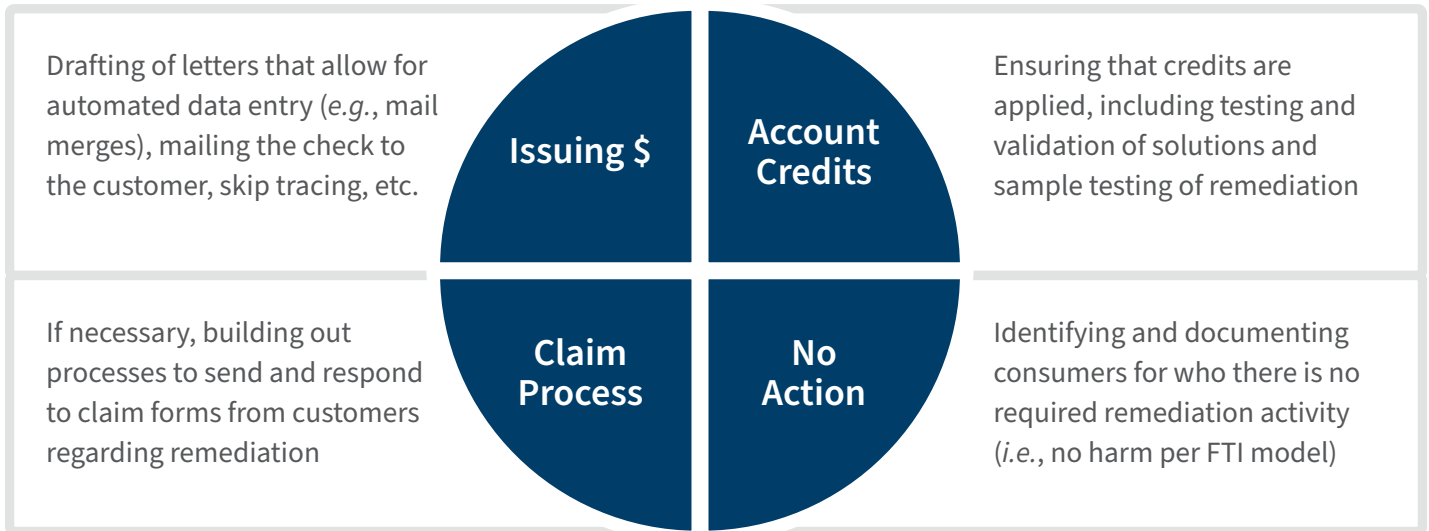 Drafting of letters that allow for
automated data entry (e.g., mail
merges), mailing the check to
the customer, skip tracing, etc.
Issuing $
Account
Credits
Ensuring that credits are
applied, including testing and
validation of solutions and
sample testing of remediation
If necessary, building out
processes to send and respond
to claim forms from customers
regarding remediation
Claim
Process
No
Action
Identifying and documenting
consumers for who there is no
required remediation activity
(i.e., no harm per FTI model)